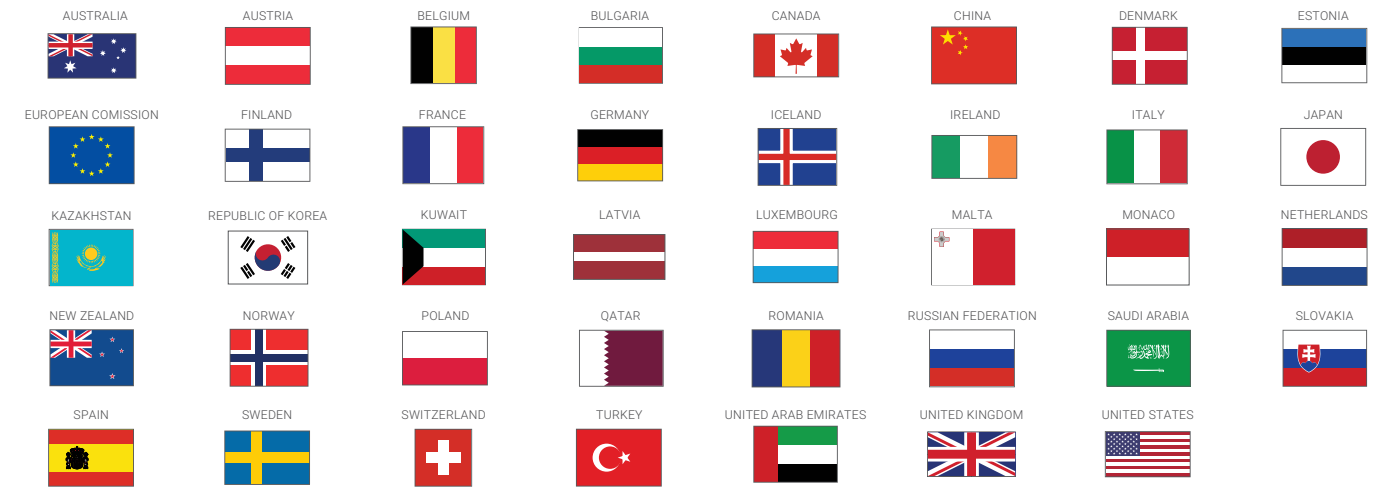 AUSTRALIA
AUSTRIA
BELGIUM
BULGARIA
CANADA
CHINA
DENMARK
ESTONIA
EUROPEAN COMISSION
FINLAND
FRANCE
GERMANY
ICELAND
IRELAND
ITALY
JAPAN
KAZAKHSTAN
REPUBLIC OF KOREA
KUWAIT
LATVIA
LUXEMBOURG
MALTA
MONACO
NETHERLANDS
NEW ZEALAND
NORWAY
POLAND
QATAR
ROMANIA
RUSSIAN FEDERATION
SAUDI ARABIA
SLOVAKIA
SPAIN
SWEDEN
SWITZERLAND
TURKEY
UNITED ARAB EMIRATES
UNITED KINGDOM
UNITED STATES